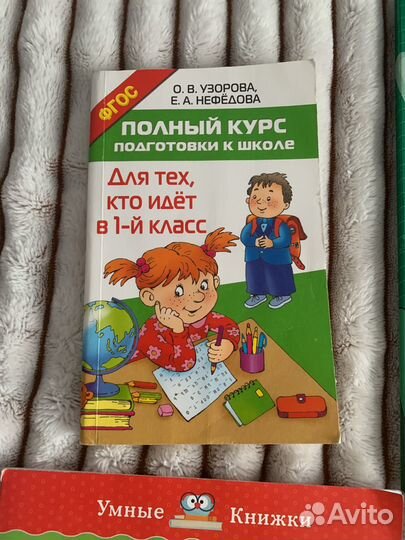 ФГОС
О. В. УЗОРОВА,
Е. А. НЕФЁДОВА
ПОЛНЫЙ КУРС
ПОДГОТОВКИ К ШКОЛЕ
Для тех,
кто идёт
в 1-й класс
Умные Книжки
Avito